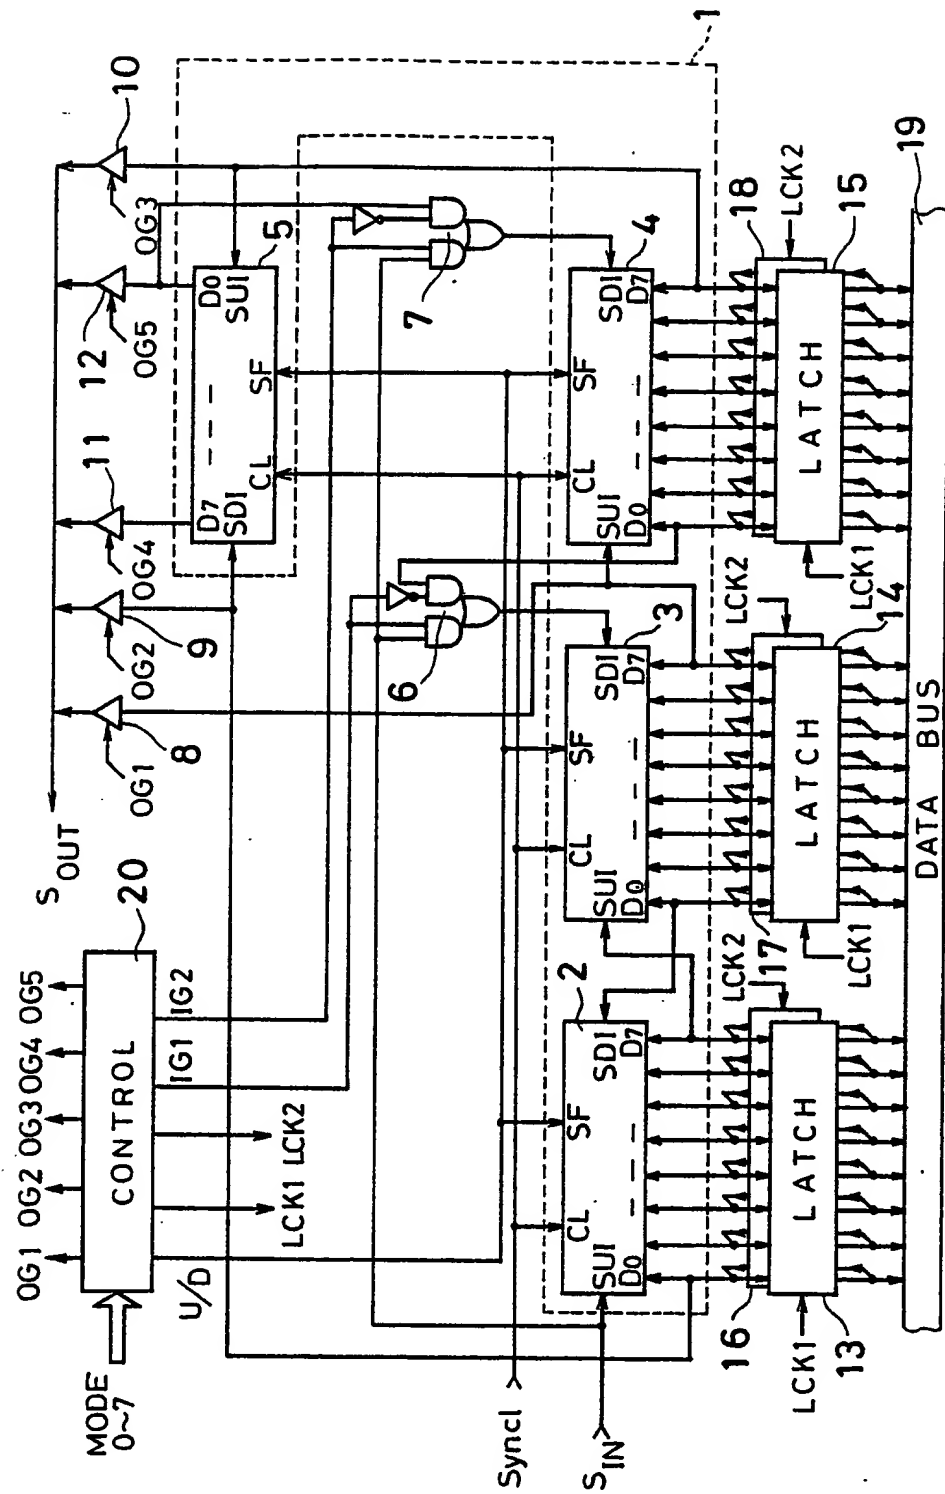 OG1 OG2 OG3 OG4 OG5
MODE
0~7
CONTROL
20
U/D
LCK1 LCK2
IG1
IG2
SOUT
OG1
8
OG2
9
OG4
11
OG5
12
OG3
10
D7 — — — D0
SDI
SUI
CL
SF
5
1
6
7
Syncl
SIN
SUI
CL
SF
SDI
D0 — — D7
2
SUI
CL
SF
SDI
D0 — — D7
3
SUI
CL
SF
SDI
D0 — — D7
4
16
LCK2
17
LCK2
18
LCK2
LATCH
LATCH
LATCH
LCK1
13
LCK1
14
LCK1
15
DATA BUS
19